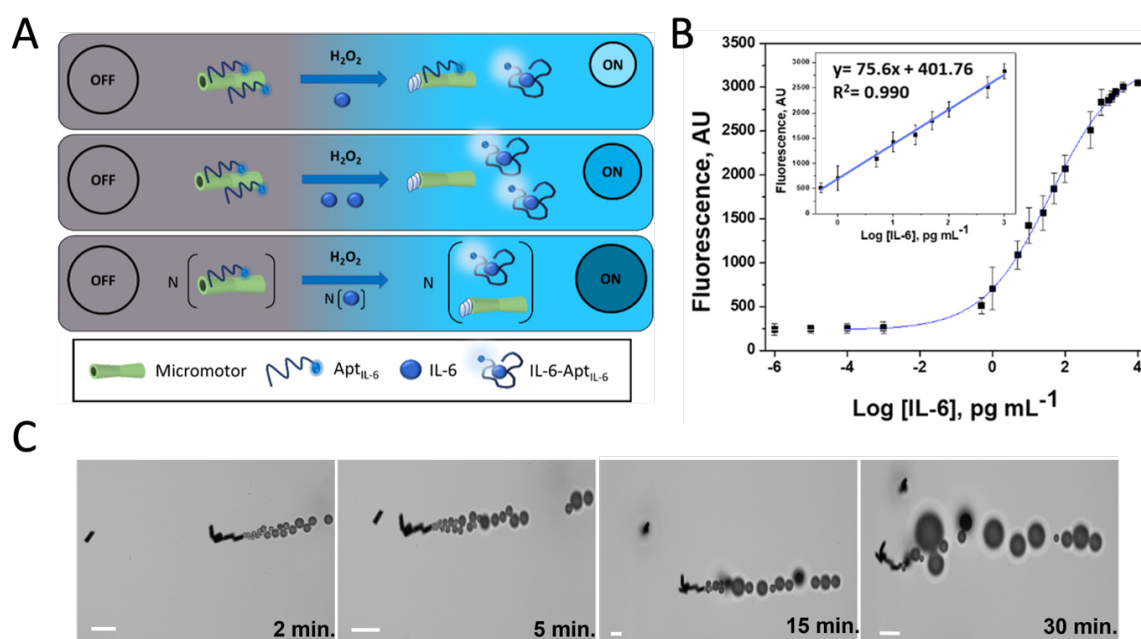 A
OFF
H2O2
ON
OFF
H2O2
ON
OFF
N
H2O2
N
N
ON
Micromotor
AptIL-6
IL-6
IL-6-AptIL-6
B
3500
3000
2500
2000
1500
1000
500
0
Fluorescence, AU
-6
-4
-2
0
2
4
Log [IL-6], pg mL-1
y= 75.6x + 401.76
R2= 0.990
3000
2500
2000
1500
1000
500
0
Fluorescence, AU
0
1
2
3
Log [IL-6], pg mL-1
C
2 min.
5 min.
15 min.
30 min.